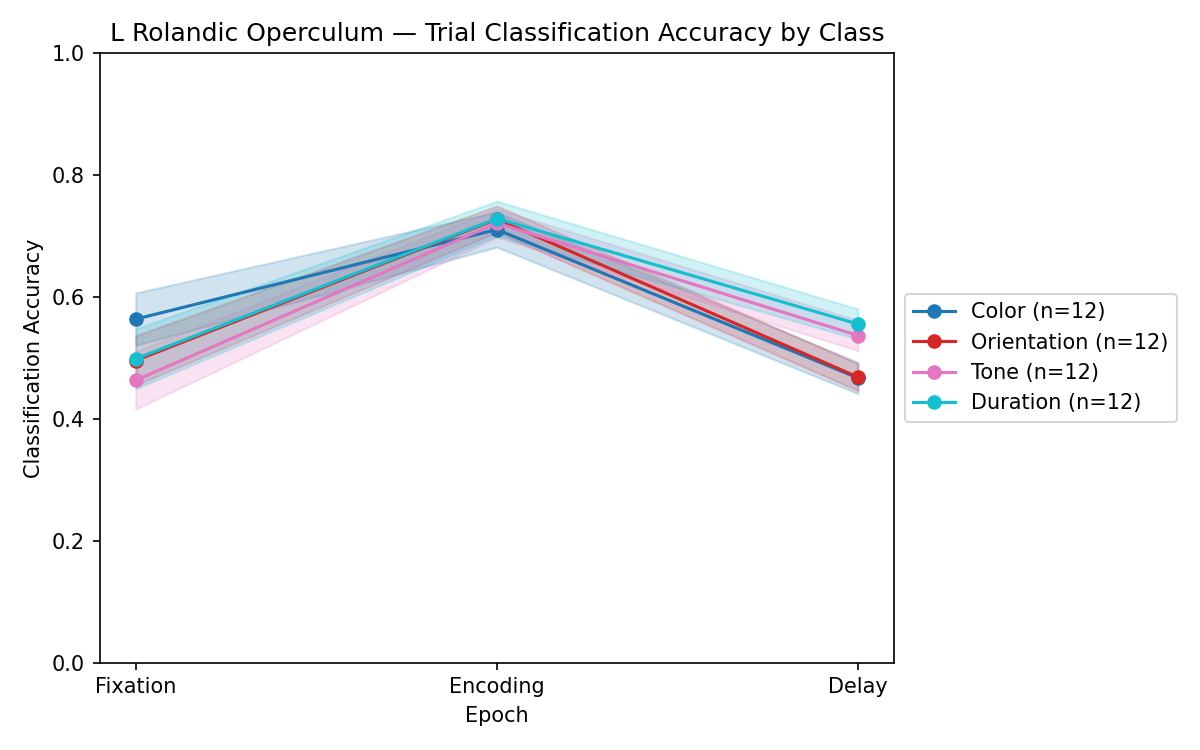 L Rolandic Operculum — Trial Classification Accuracy by Class
Classification Accuracy
1.0
0.8
0.6
0.4
0.2
0.0
Fixation
Encoding
Delay
Epoch
Color (n=12)
Orientation (n=12)
Tone (n=12)
Duration (n=12)